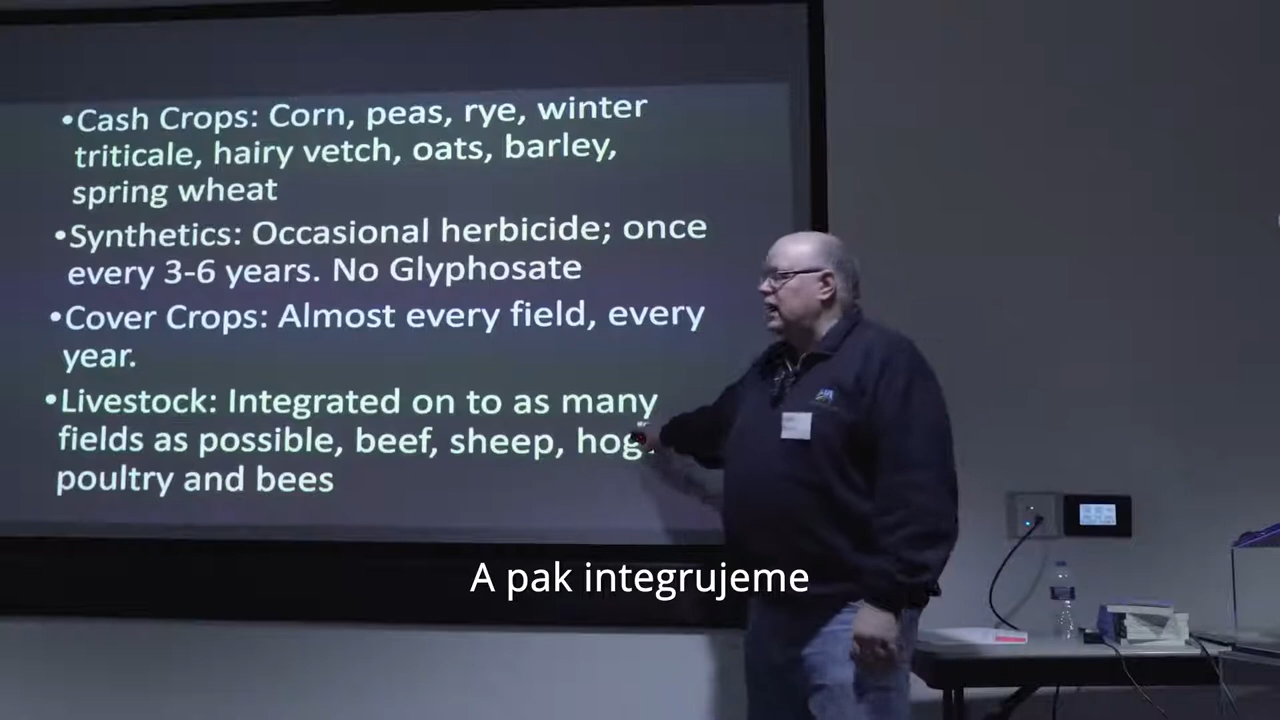 •Cash Crops: Corn, peas, rye, winter
triticale, hairy vetch, oats, barley,
spring wheat
•Synthetics: Occasional herbicide; once
every 3-6 years. No Glyphosate
•Cover Crops: Almost every field, every
year.
•Livestock: Integrated on to as many
fields as possible, beef, sheep,
poultry and bees
A pak integrujeme